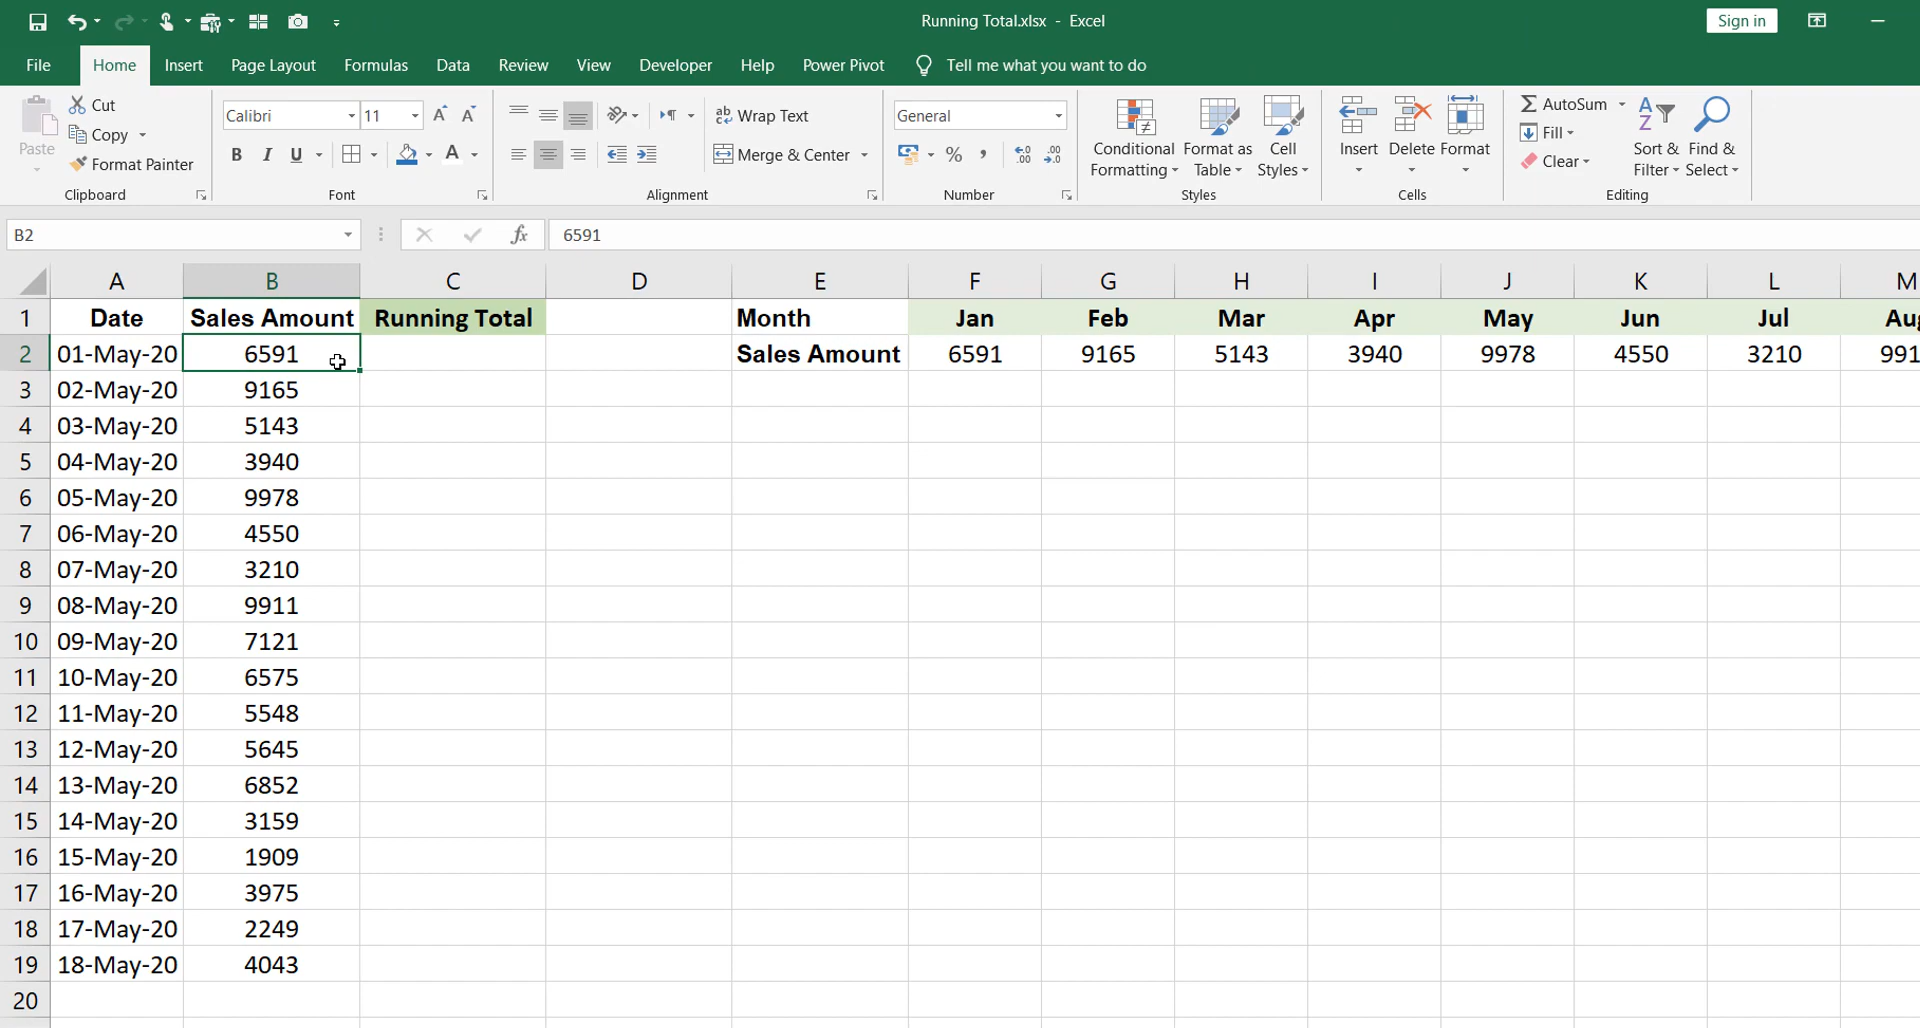 Running Total.xlsx - Excel
Sign in
File Home Insert Page Layout Formulas Data Review View Developer Help Power Pivot Tell me what you want to do
Paste
Cut
Copy
Format Painter
Clipboard
Calibri 11
B I U A
Font
ab Wrap Text
Merge & Center
Alignment
General
% ,
Number
Conditional Formatting
Format as Table
Cell Styles
Styles
Insert Delete Format
Cells
AutoSum
Fill
Clear
Sort & Filter
Find & Select
Editing
B2 fx 6591
A B C D E F G H I J K L M
1 Date Sales Amount Running Total Month Jan Feb Mar Apr May Jun Jul Aug
2 01-May-20 6591 Sales Amount 6591 9165 5143 3940 9978 4550 3210 991
3 02-May-20 9165
4 03-May-20 5143
5 04-May-20 3940
6 05-May-20 9978
7 06-May-20 4550
8 07-May-20 3210
9 08-May-20 9911
10 09-May-20 7121
11 10-May-20 6575
12 11-May-20 5548
13 12-May-20 5645
14 13-May-20 6852
15 14-May-20 3159
16 15-May-20 1909
17 16-May-20 3975
18 17-May-20 2249
19 18-May-20 4043
20